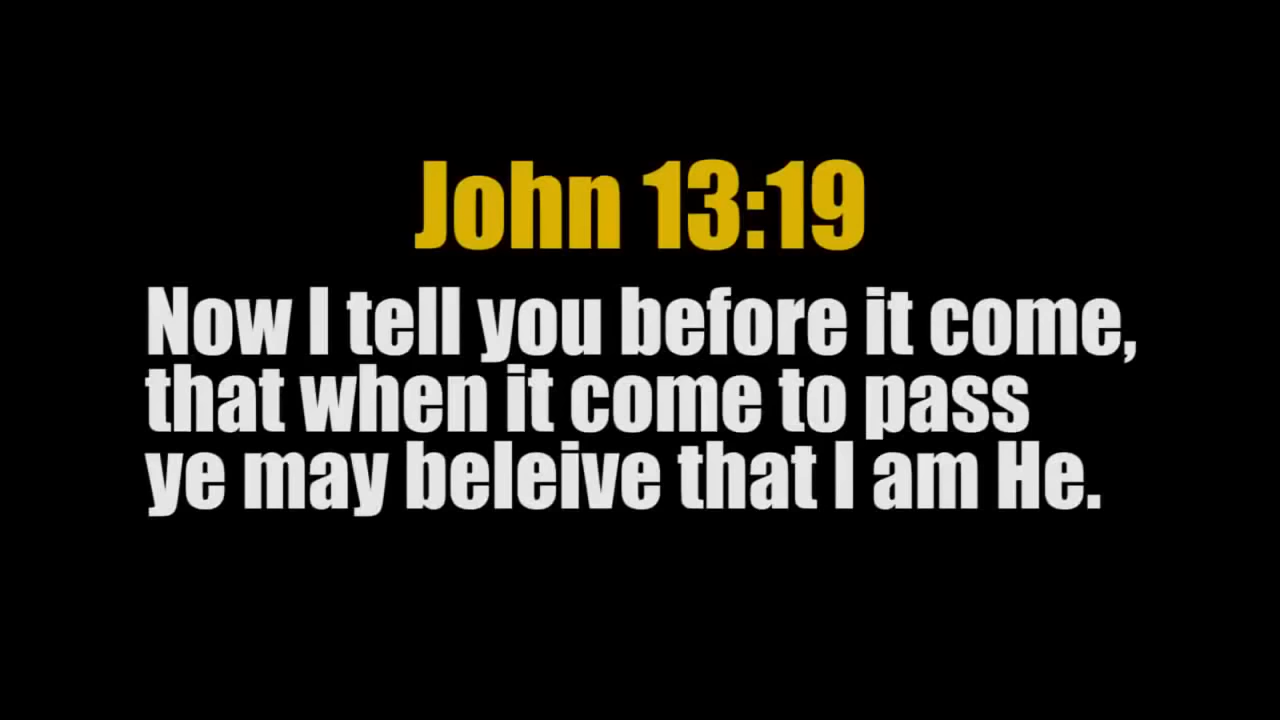 John 13:19
Now I tell you before it come,
that when it come to pass
ye may beleive that I am He.